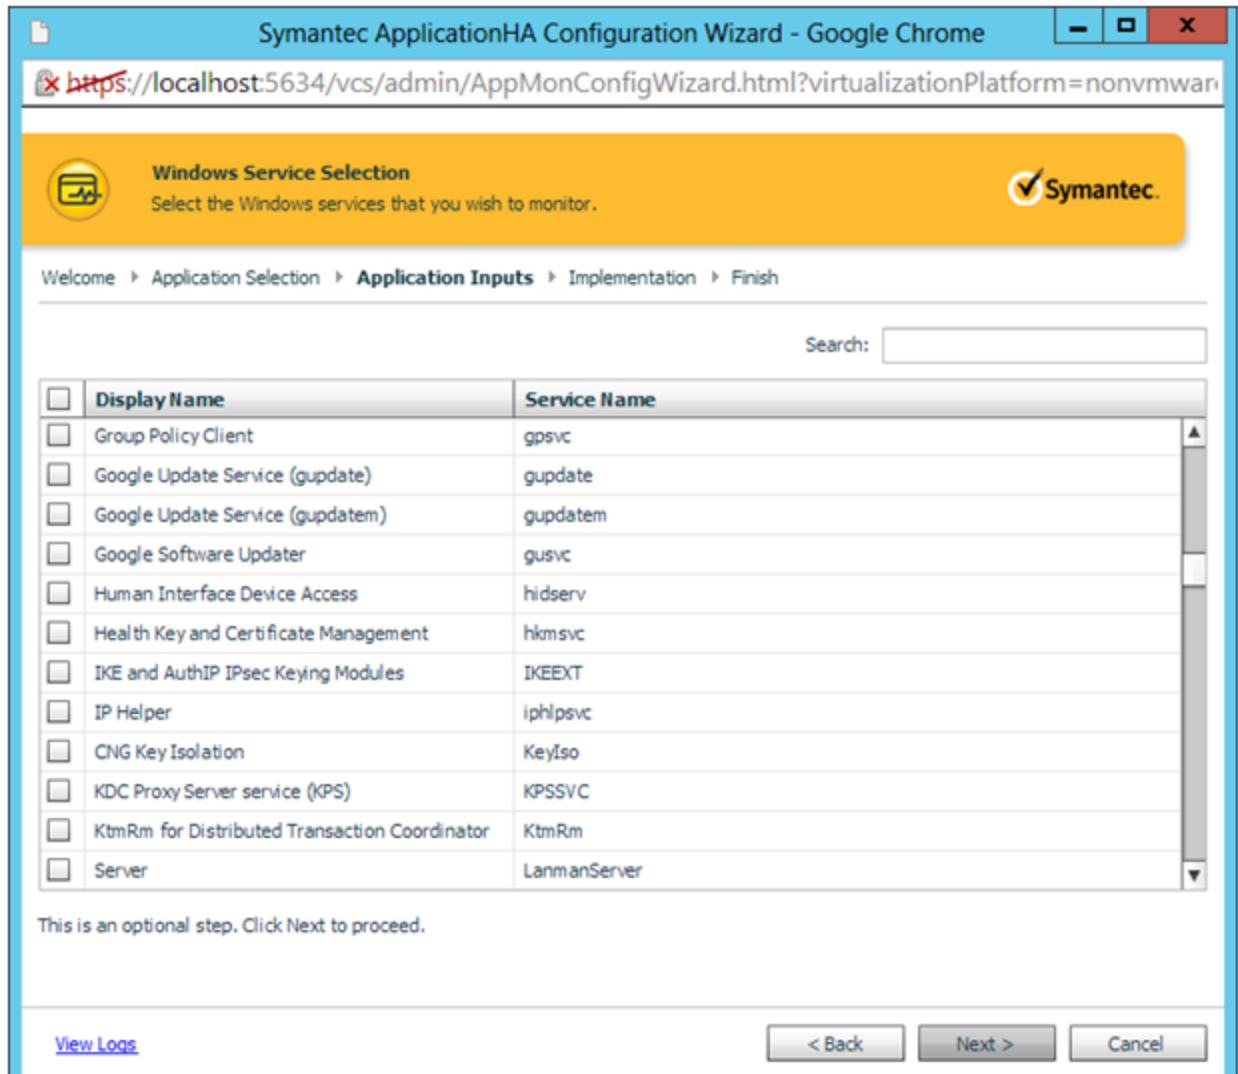 Symantec ApplicationHA Configuration Wizard - Google Chrome
https://localhost:5634/vcs/admin/AppMonConfigWizard.html?virtualizationPlatform=nonvmwar
Windows Service Selection
Select the Windows services that you wish to monitor.
Symantec.
Welcome Application Selection Application Inputs Implementation Finish
Search:
Display Name Service Name
Group Policy Client gpsvc
Google Update Service (gupdate) gupdate
Google Update Service (gupdatem) gupdatem
Google Software Updater gusvc
Human Interface Device Access hidserv
Health Key and Certificate Management hkmsvc
IKE and AuthIP IPsec Keying Modules IKEEXT
IP Helper iphlpsvc
CNG Key Isolation KeyIso
KDC Proxy Server service (KPS) KPSSVC
KtmRm for Distributed Transaction Coordinator KtmRm
Server LanmanServer
This is an optional step. Click Next to proceed.
View Logs < Back Next > Cancel